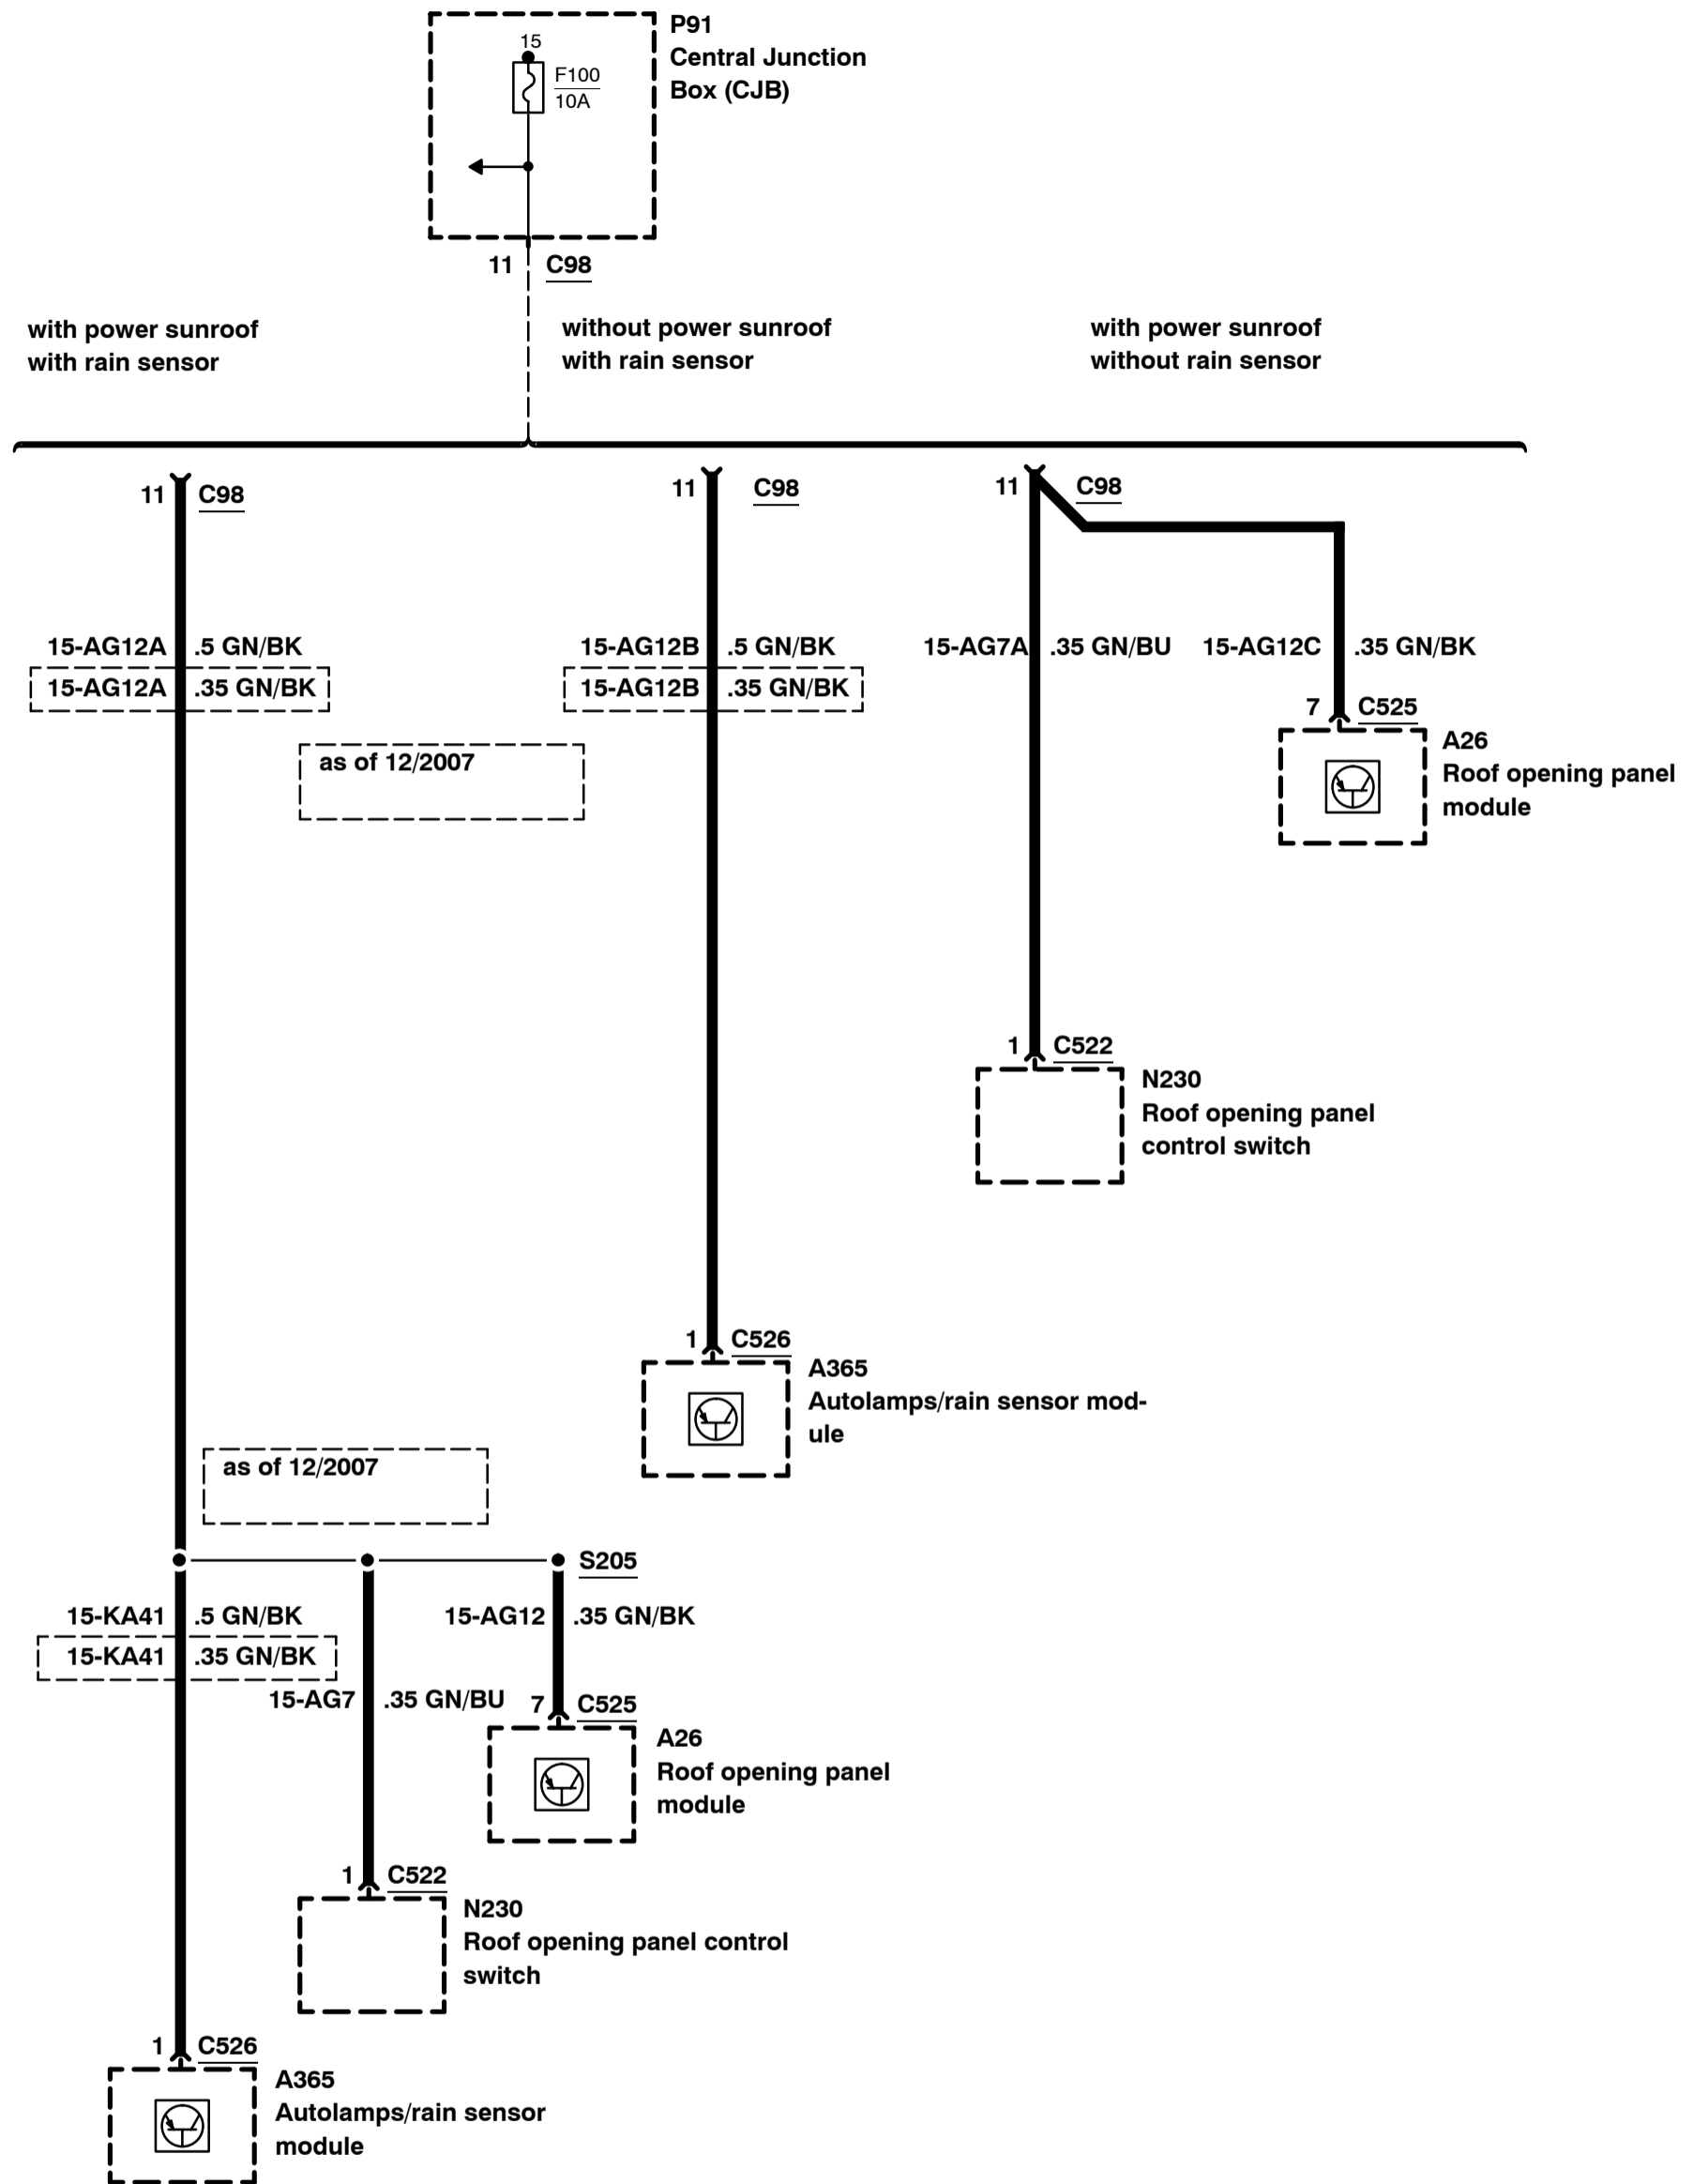 P91
Central Junction
Box (CJB)
15
F100
10A
11 C98
with power sunroof
with rain sensor
without power sunroof
with rain sensor
with power sunroof
without rain sensor
11 C98
11 C98
11 C98
15-AG12A .5 GN/BK
15-AG12A .35 GN/BK
15-AG12B .5 GN/BK
15-AG12B .35 GN/BK
15-AG7A .35 GN/BU
15-AG12C .35 GN/BK
as of 12/2007
7 C525
A26
Roof opening panel
module
1 C522
N230
Roof opening panel
control switch
1 C526
A365
Autolamps/rain sensor mod-
ule
as of 12/2007
S205
15-KA41 .5 GN/BK
15-KA41 .35 GN/BK
15-AG12 .35 GN/BK
15-AG7 .35 GN/BU
7 C525
A26
Roof opening panel
module
1 C522
N230
Roof opening panel control
switch
1 C526
A365
Autolamps/rain sensor
module